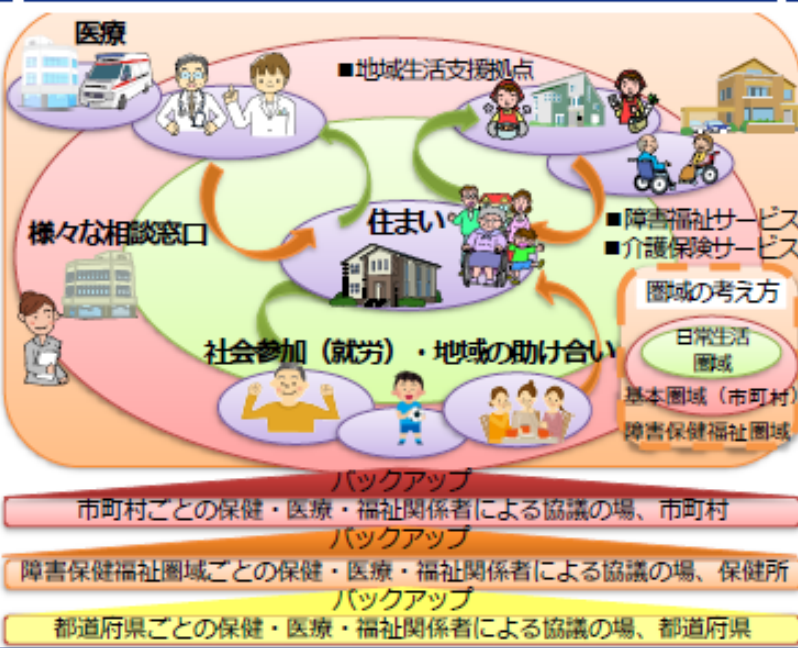 医療
■地域生活支援拠点
様々な相談窓口
住まい
■障害福祉サービス
■介護保険サービス
圏域の考え方
日常生活
圏域
基本圏域（市町村）
障害保健福祉圏域
社会参加（就労）・地域の助け合い
バックアップ
市町村ごとの保健・医療・福祉関係者による協議の場、市町村
バックアップ
障害保健福祉圏域ごとの保健・医療・福祉関係者による協議の場、保健所
バックアップ
都道府県ごとの保健・医療・福祉関係者による協議の場、都道府県